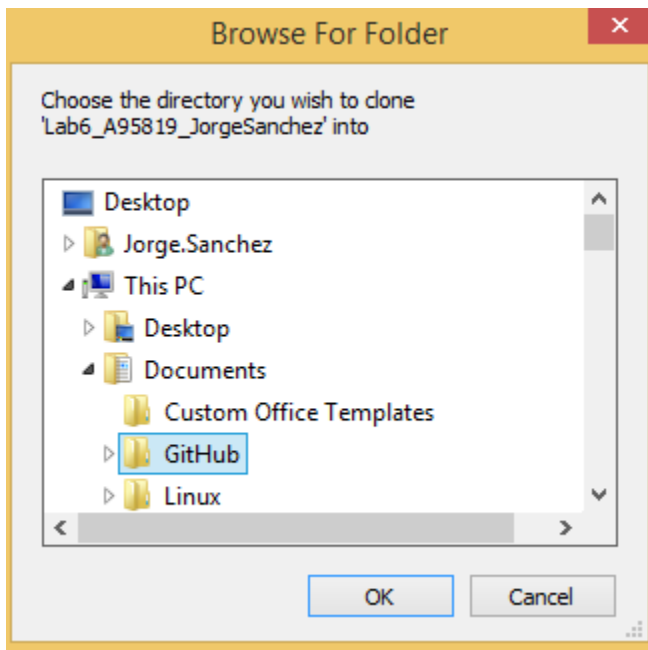 Browse For Folder
Choose the directory you wish to clone
'Lab6_A95819_JorgeSanchez' into
Desktop
Jorge.Sanchez
This PC
Desktop
Documents
Custom Office Templates
GitHub
Linux
OK Cancel